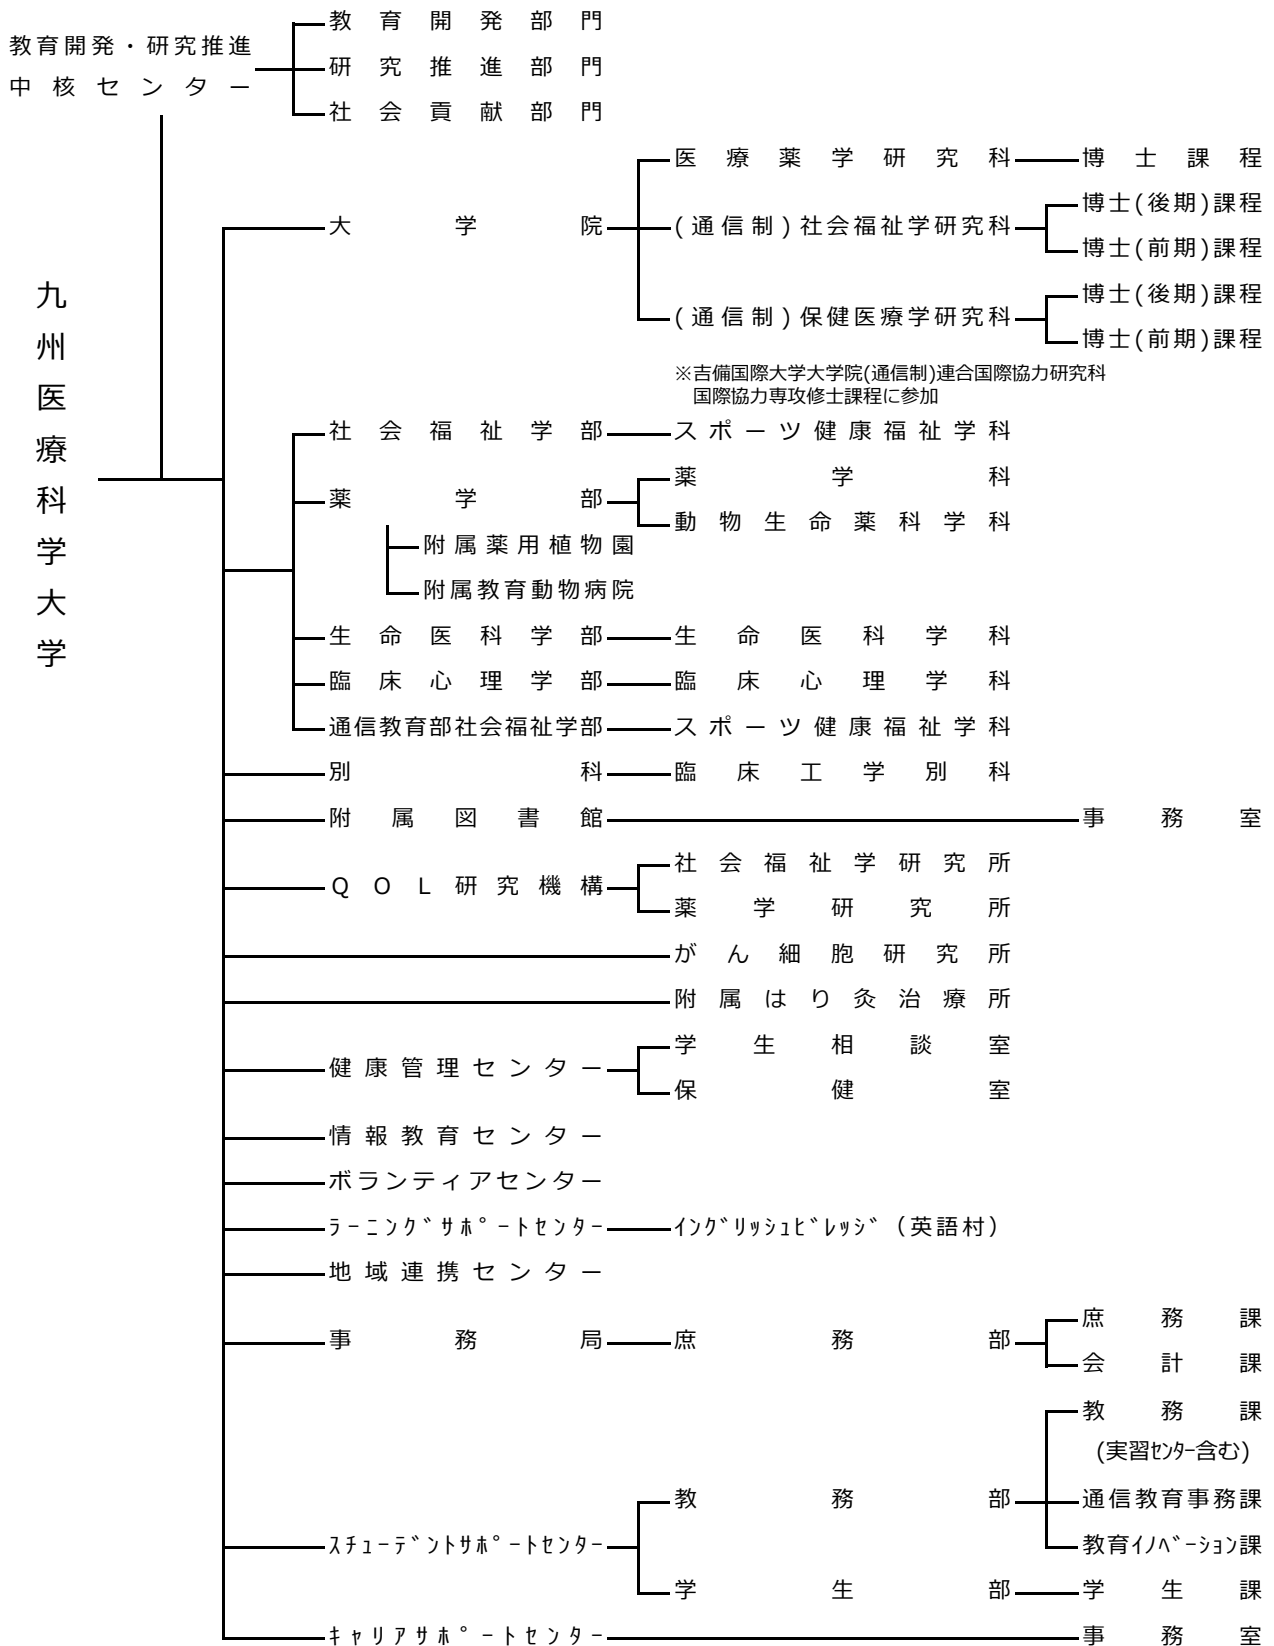 教育開発部門
教育開発・研究推進
中核センター
研究推進部門
社会貢献部門
九州医療科学大学
大学院
医療薬学研究科
博士課程
(通信制)社会福祉学研究科
博士(後期)課程
博士(前期)課程
(通信制)保健医療学研究科
博士(後期)課程
博士(前期)課程
※吉備国際大学大学院(通信制)連合国際協力研究科
国際協力専攻修士課程に参加
社会福祉学部
スポーツ健康福祉学科
薬学部
薬学科
動物生命薬科学科
附属薬用植物園
附属教育動物病院
生命医科学部
生命医科学科
臨床心理学部
臨床心理学科
通信教育部社会福祉学部
スポーツ健康福祉学科
別科
臨床工学別科
附属図書館
事務室
QOL研究機構
社会福祉学研究所
薬学研究所
がん細胞研究所
附属はり灸治療所
健康管理センター
学生相談室
保健室
情報教育センター
ボランティアセンター
ﾗｰﾆﾝｸﾞｻﾎﾟｰﾄｾﾝﾀｰ
ｲﾝｸﾞﾘｯｼｭﾋﾞﾚｯｼﾞ（英語村）
地域連携センター
事務局
庶務部
庶務課
会計課
ｽﾁｭｰﾃﾞﾝﾄｻﾎﾟｰﾄｾﾝﾀｰ
教務部
教務課
(実習ｾﾝﾀｰ含む)
通信教育事務課
教育ｲﾉﾍﾞｰｼｮﾝ課
学生部
学生課
ｷｬﾘｱｻﾎﾟｰﾄｾﾝﾀｰ
事務室